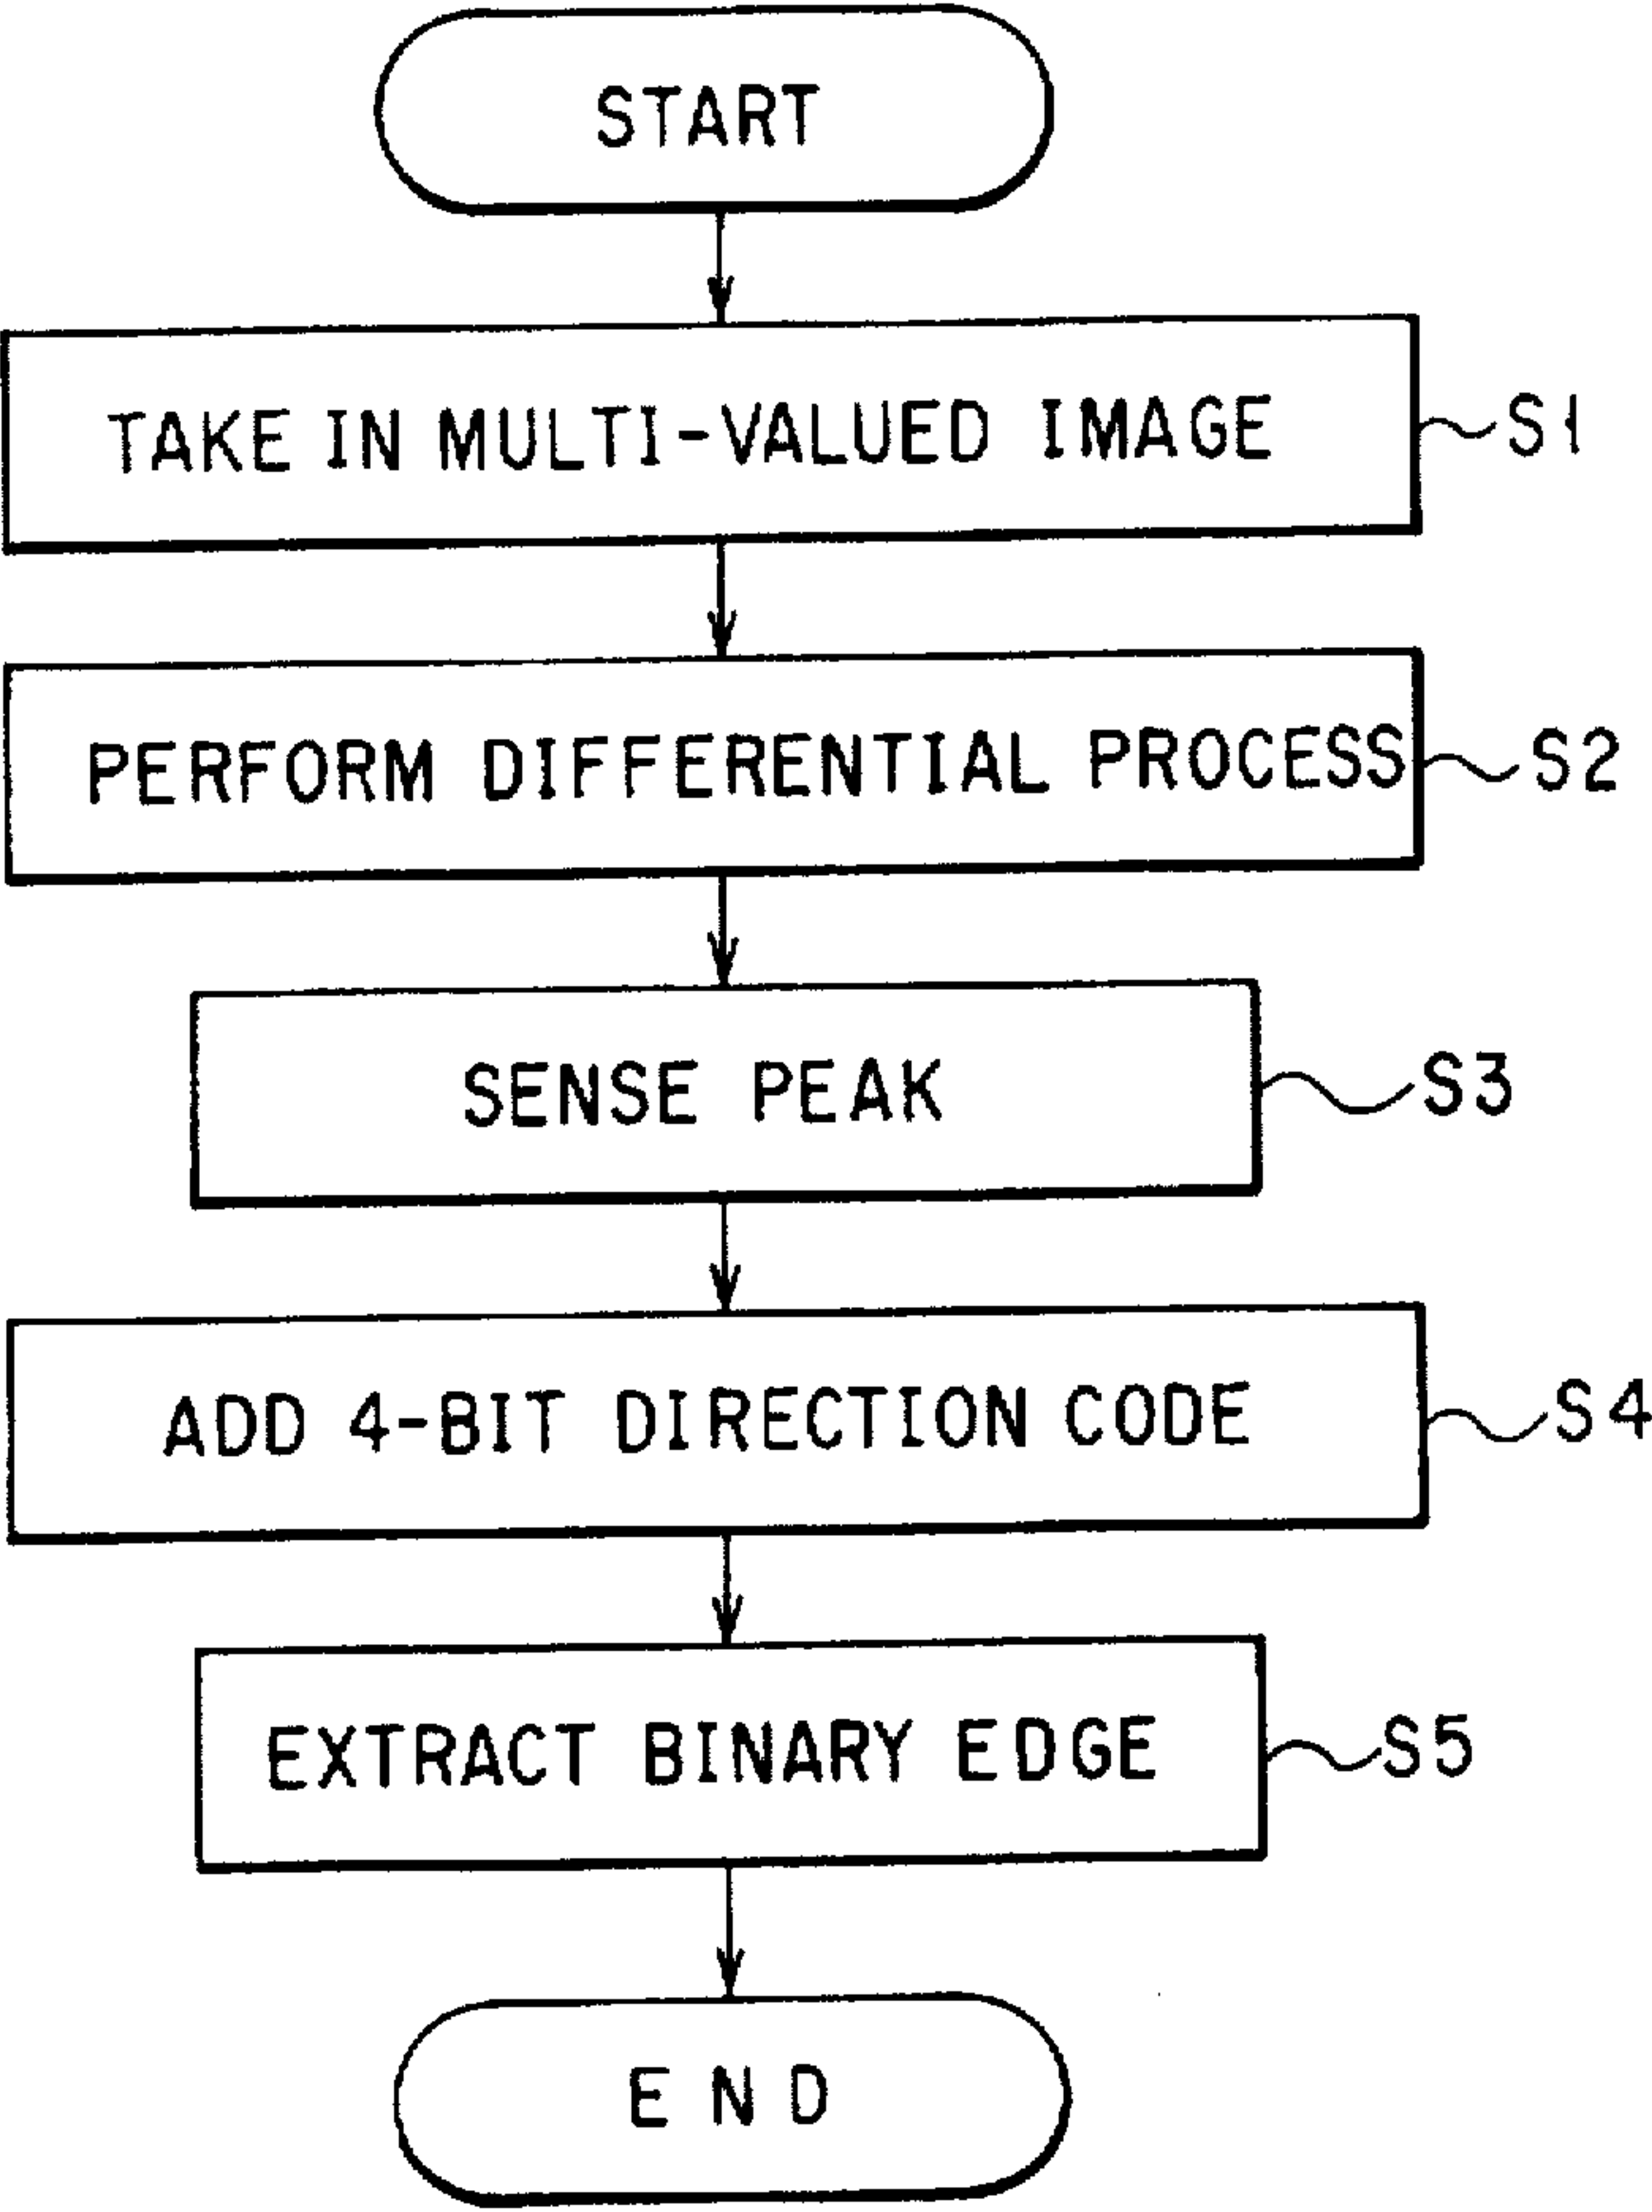 START
TAKE IN MULTI-VALUED IMAGE S1
PERFORM DIFFERENTIAL PROCESS S2
SENSE PEAK S3
ADD 4-BIT DIRECTION CODE S4
EXTRACT BINARY EDGE S5
END